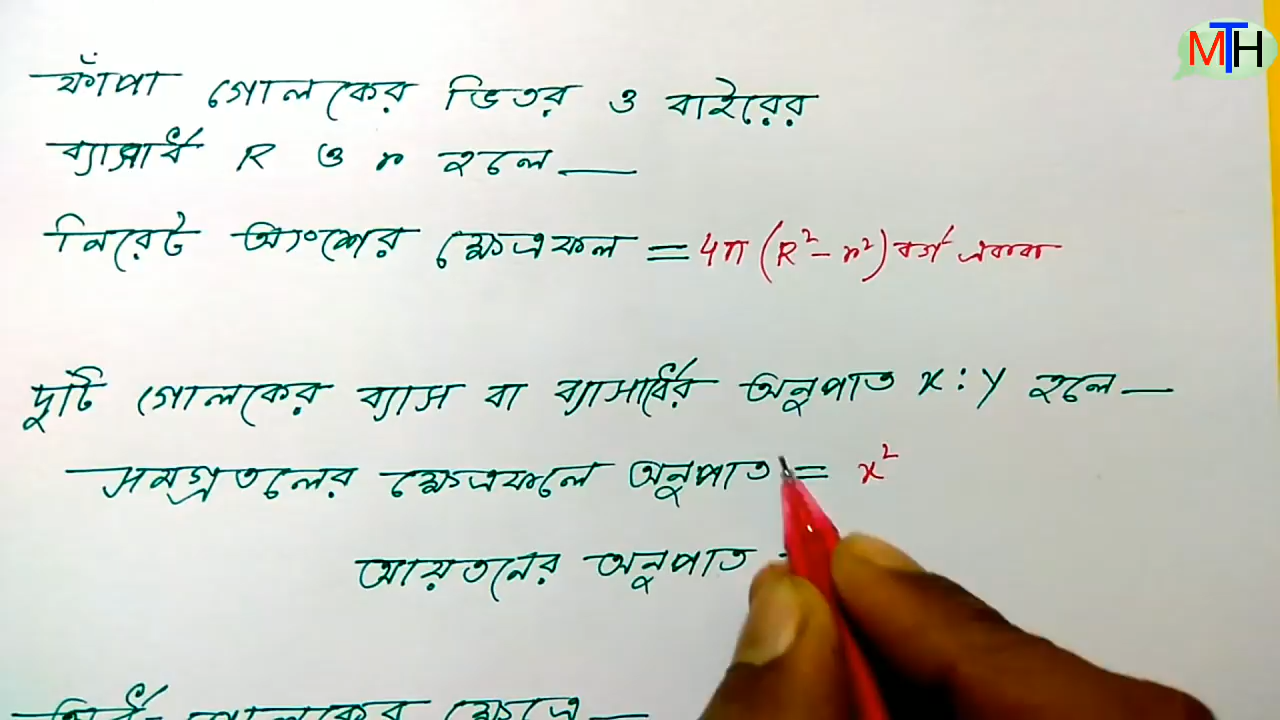 MTH
ফাঁপা গোলকের ভিতর ও বাইরের
ব্যাসার্ধ R ও r হলে —
নিরেট অংশের ক্ষেত্রফল = 4π (R² - r²) বর্গ একক
দুটি গোলকের ব্যাস বা ব্যাসার্ধের অনুপাত x : y হলে —
সমগ্রতলের ক্ষেত্রফলে অনুপাত = x²
আয়তনের অনুপাত
গোলকের ক্ষেত্রে —